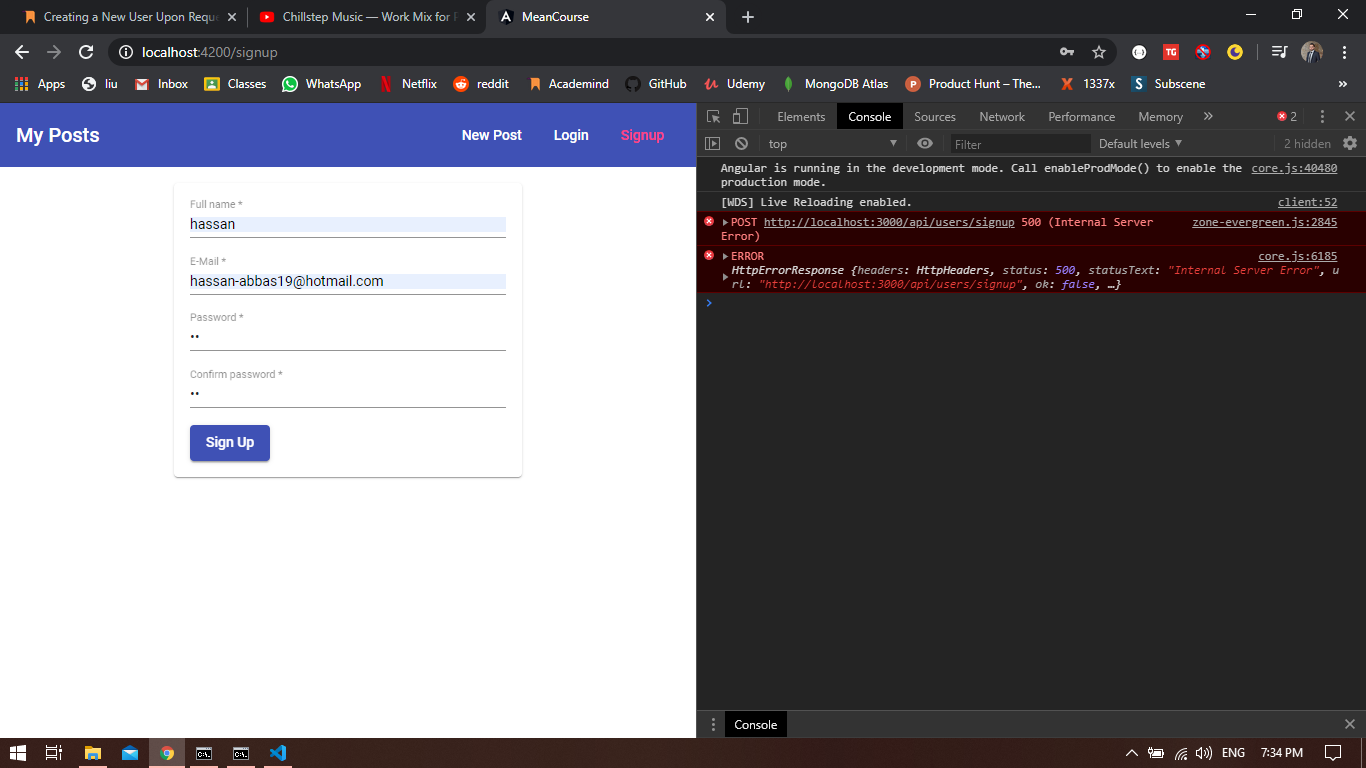 Creating a New User Upon Reque
Chillstep Music — Work Mix for P
MeanCourse
localhost:4200/signup
Apps
liu
Inbox
Classes
WhatsApp
Netflix
reddit
Academind
GitHub
Udemy
MongoDB Atlas
Product Hunt – The...
1337x
Subscene
»
My Posts
New Post
Login
Signup
Full name *
hassan
E-Mail *
hassan-abbas19@hotmail.com
Password *
••
Confirm password *
••
Sign Up
Elements
Console
Sources
Network
Performance
Memory
»
2
top
Filter
Default levels
2 hidden
Angular is running in the development mode. Call enableProdMode() to enable the core.js:40480
production mode.
[WDS] Live Reloading enabled. client:52
POST http://localhost:3000/api/users/signup 500 (Internal Server zone-evergreen.js:2845
Error)
ERROR core.js:6185
HttpErrorResponse {headers: HttpHeaders, status: 500, statusText: "Internal Server Error", u
rl: "http://localhost:3000/api/users/signup", ok: false, …}
Console
ENG
7:34 PM